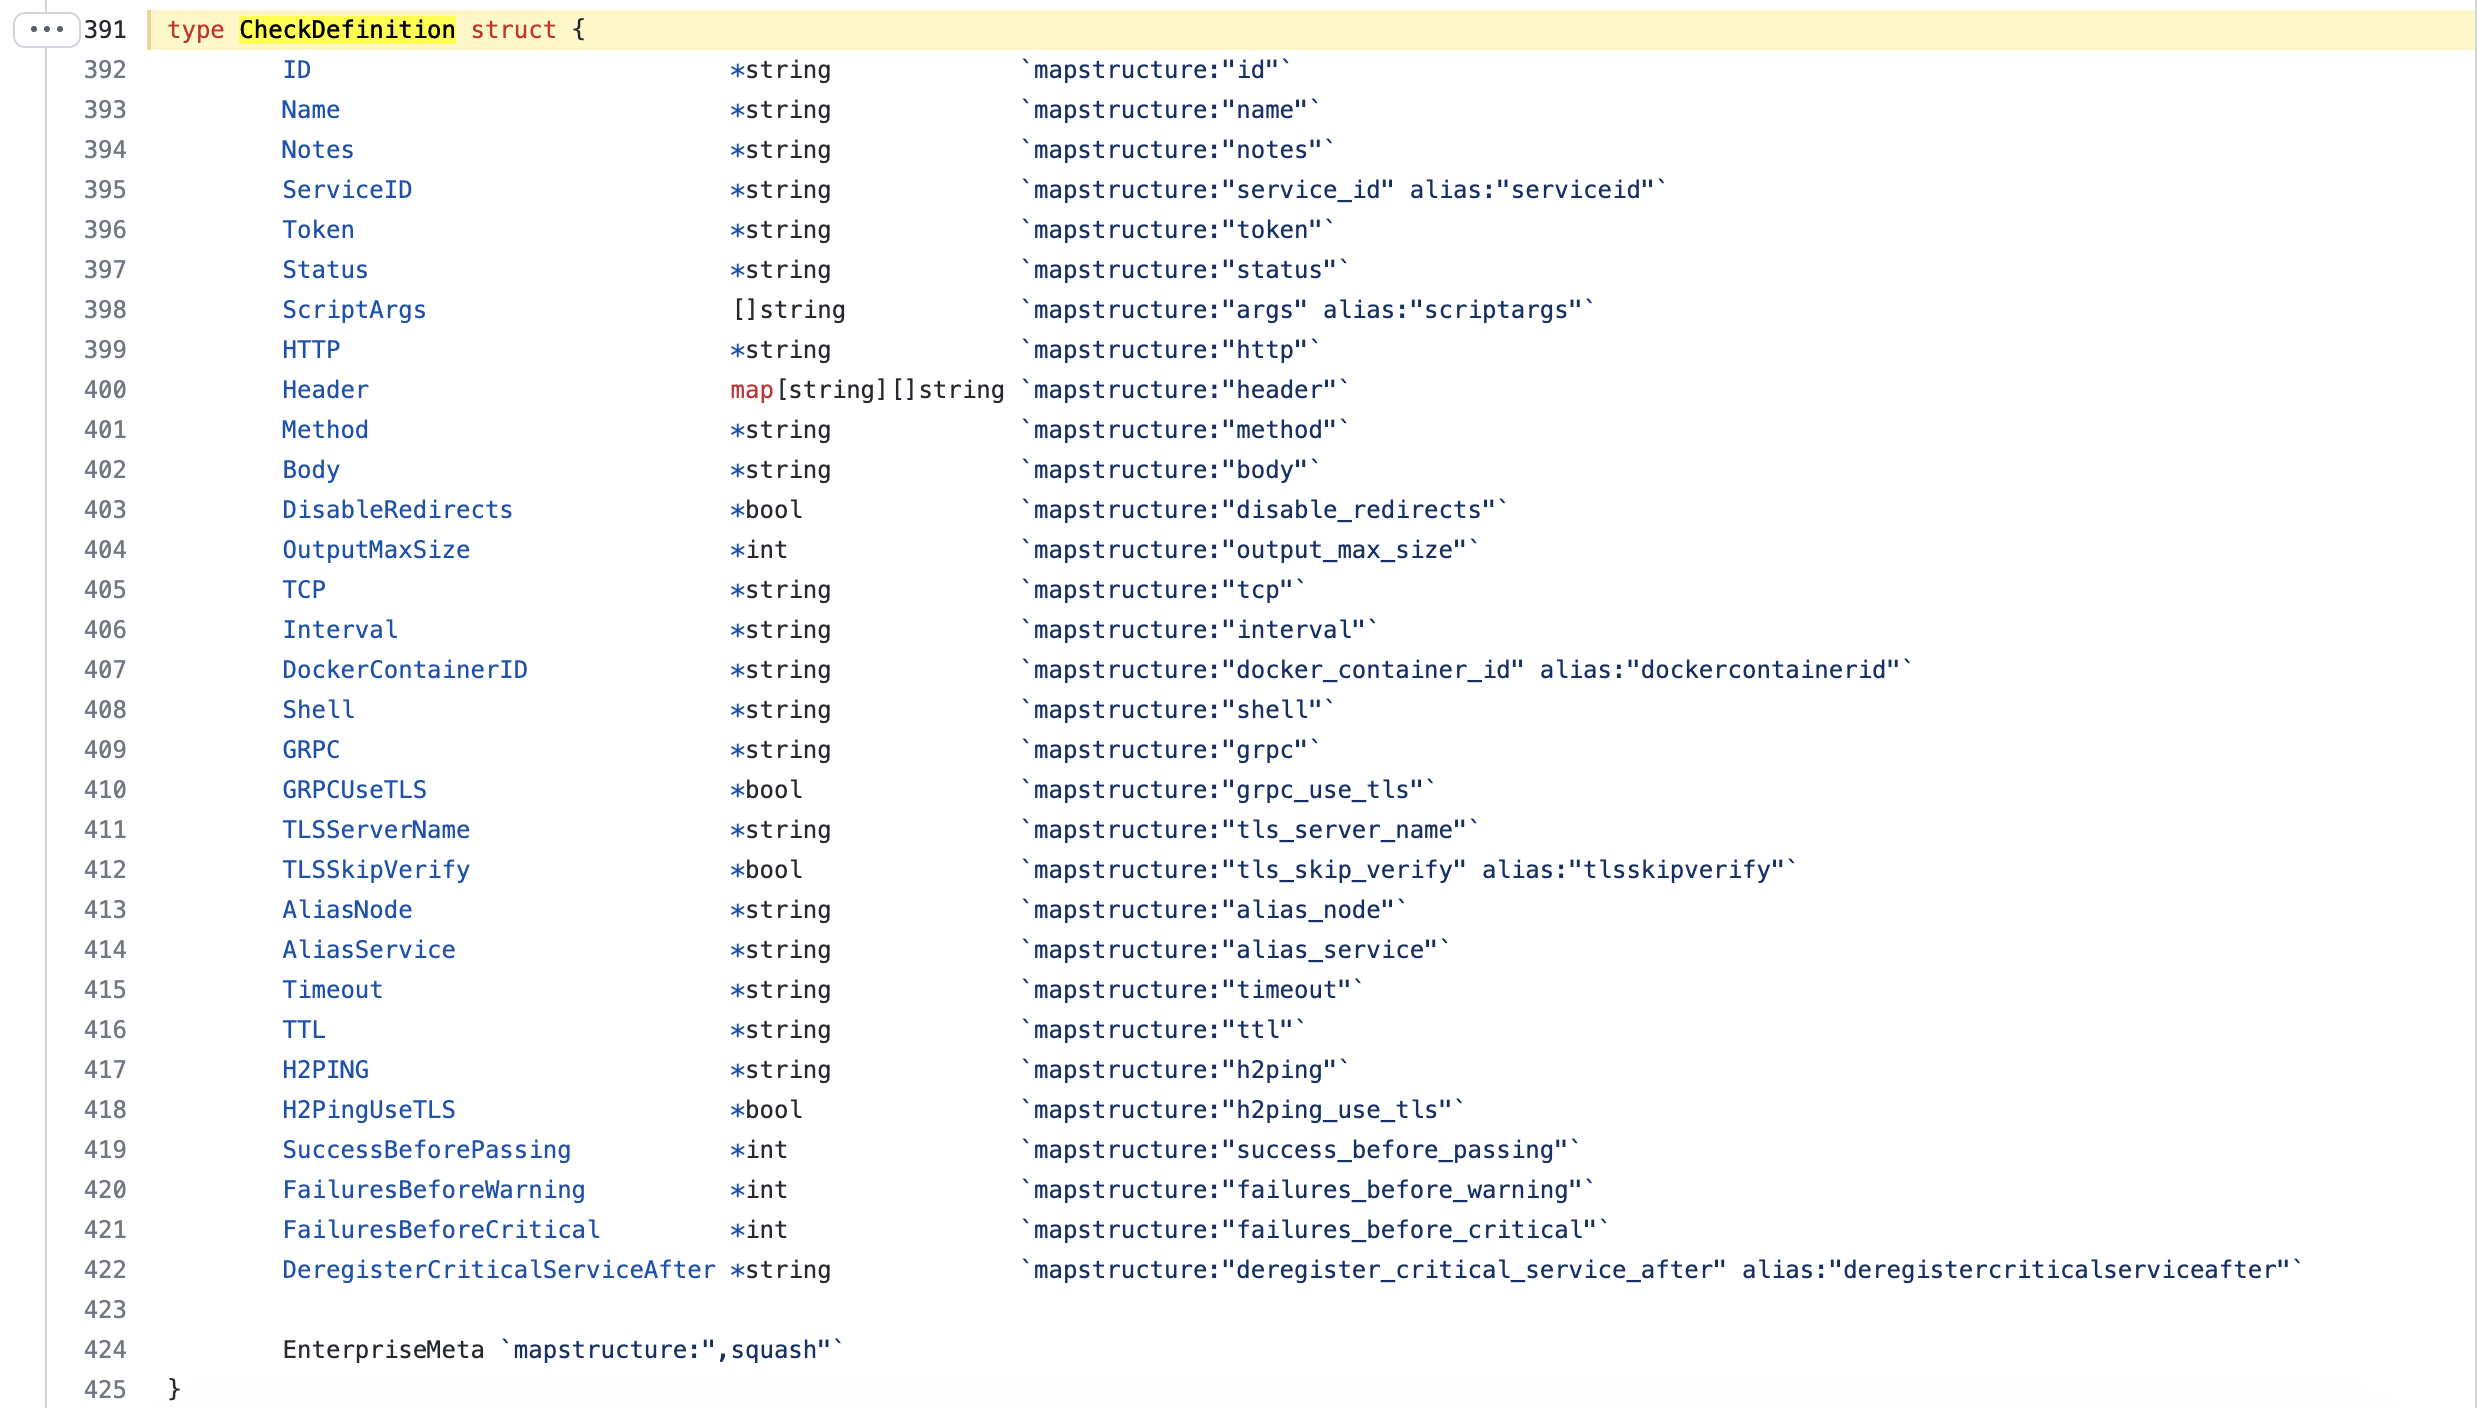 391 type CheckDefinition struct {
392 ID *string `mapstructure:"id"`
393 Name *string `mapstructure:"name"`
394 Notes *string `mapstructure:"notes"`
395 ServiceID *string `mapstructure:"service_id" alias:"serviceid"`
396 Token *string `mapstructure:"token"`
397 Status *string `mapstructure:"status"`
398 ScriptArgs []string `mapstructure:"args" alias:"scriptargs"`
399 HTTP *string `mapstructure:"http"`
400 Header map[string][]string `mapstructure:"header"`
401 Method *string `mapstructure:"method"`
402 Body *string `mapstructure:"body"`
403 DisableRedirects *bool `mapstructure:"disable_redirects"`
404 OutputMaxSize *int `mapstructure:"output_max_size"`
405 TCP *string `mapstructure:"tcp"`
406 Interval *string `mapstructure:"interval"`
407 DockerContainerID *string `mapstructure:"docker_container_id" alias:"dockercontainerid"`
408 Shell *string `mapstructure:"shell"`
409 GRPC *string `mapstructure:"grpc"`
410 GRPCUseTLS *bool `mapstructure:"grpc_use_tls"`
411 TLSServerName *string `mapstructure:"tls_server_name"`
412 TLSSkipVerify *bool `mapstructure:"tls_skip_verify" alias:"tlsskipverify"`
413 AliasNode *string `mapstructure:"alias_node"`
414 AliasService *string `mapstructure:"alias_service"`
415 Timeout *string `mapstructure:"timeout"`
416 TTL *string `mapstructure:"ttl"`
417 H2PING *string `mapstructure:"h2ping"`
418 H2PingUseTLS *bool `mapstructure:"h2ping_use_tls"`
419 SuccessBeforePassing *int `mapstructure:"success_before_passing"`
420 FailuresBeforeWarning *int `mapstructure:"failures_before_warning"`
421 FailuresBeforeCritical *int `mapstructure:"failures_before_critical"`
422 DeregisterCriticalServiceAfter *string `mapstructure:"deregister_critical_service_after" alias:"deregistercriticalserviceafter"`
423
424 EnterpriseMeta `mapstructure:",squash"`
425 }